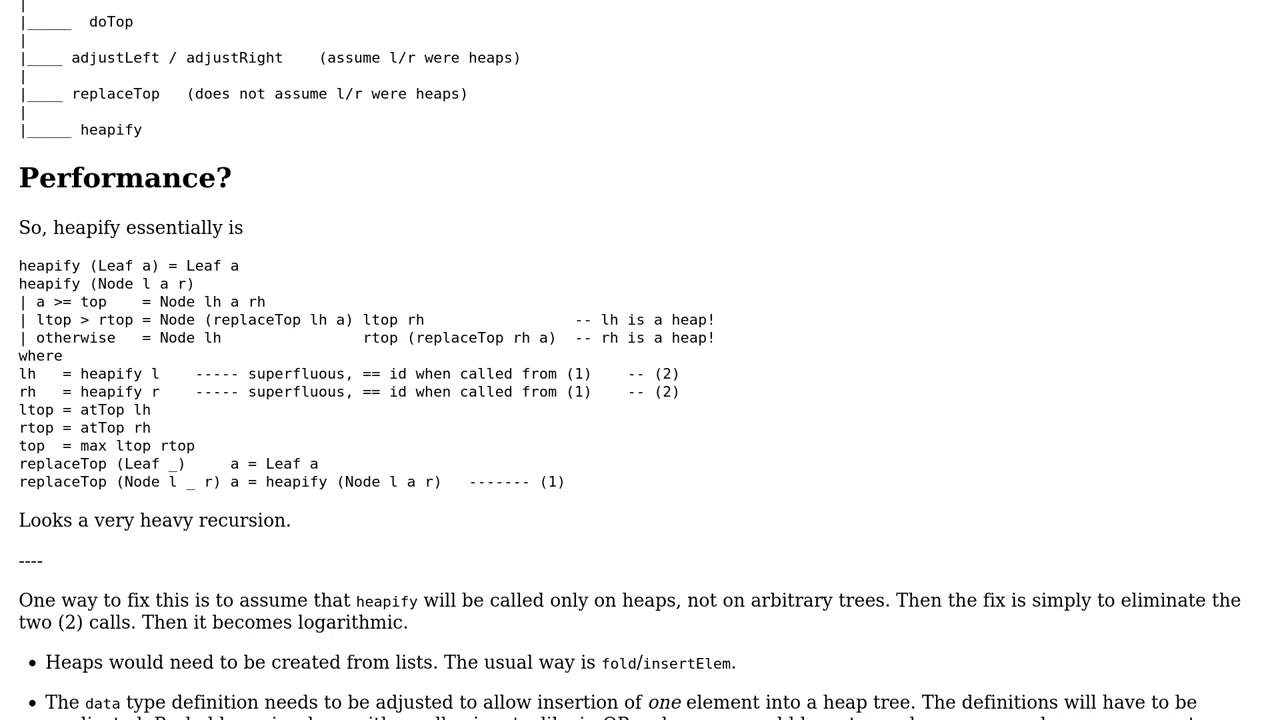 |
|_____  doTop
|
|____ adjustLeft / adjustRight    (assume l/r were heaps)
|
|____ replaceTop   (does not assume l/r were heaps)
|
|_____ heapify
Performance?
So, heapify essentially is
heapify (Leaf a) = Leaf a
heapify (Node l a r)
| a >= top    = Node lh a rh
| ltop > rtop = Node (replaceTop lh a) ltop rh                 -- lh is a heap!
| otherwise   = Node lh                rtop (replaceTop rh a)  -- rh is a heap!
where
lh   = heapify l    ----- superfluous, == id when called from (1)    -- (2)
rh   = heapify r    ----- superfluous, == id when called from (1)    -- (2)
ltop = atTop lh
rtop = atTop rh
top  = max ltop rtop
replaceTop (Leaf _)     a = Leaf a
replaceTop (Node l _ r) a = heapify (Node l a r)   ------- (1)
Looks a very heavy recursion.
----
One way to fix this is to assume that heapify will be called only on heaps, not on arbitrary trees. Then the fix is simply to eliminate the
two (2) calls. Then it becomes logarithmic.
• Heaps would need to be created from lists. The usual way is fold/insertElem.
• The data type definition needs to be adjusted to allow insertion of one element into a heap tree. The definitions will have to be